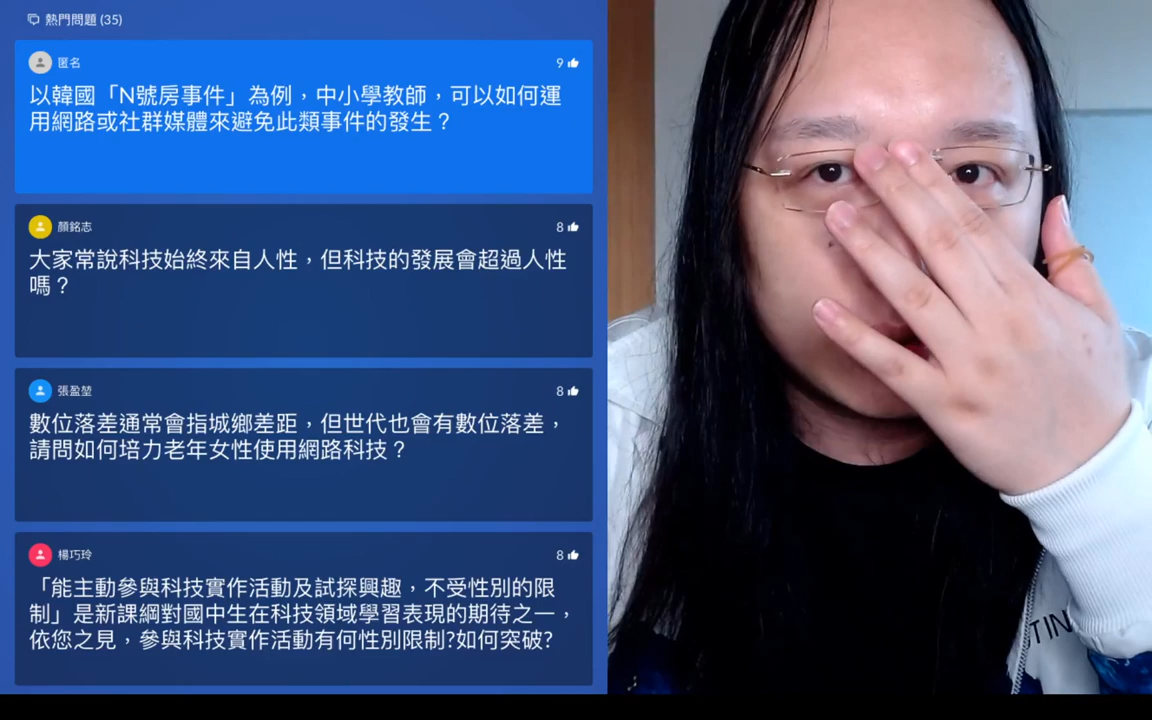 熱門問題 (35)
匿名
9
以韓國「N號房事件」為例，中小學教師，可以如何運
用網路或社群媒體來避免此類事件的發生？
顏銘志
8
大家常說科技始終來自人性，但科技的發展會超過人性
嗎？
張盈堃
8
數位落差通常會指城鄉差距，但世代也會有數位落差，
請問如何培力老年女性使用網路科技？
楊巧玲
8
「能主動參與科技實作活動及試探興趣，不受性別的限
制」是新課綱對國中生在科技領域學習表現的期待之一，
依您之見，參與科技實作活動有何性別限制?如何突破?
TIN